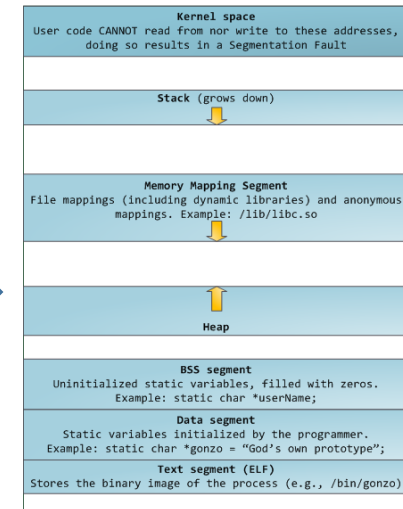 Kernel space
User code CANNOT read from nor write to these addresses,
doing so results in a Segmentation Fault
Stack (grows down)
Memory Mapping Segment
File mappings (including dynamic libraries) and anonymous
mappings. Example: /lib/libc.so
Heap
BSS segment
Uninitialized static variables, filled with zeros.
Example: static char *userName;
Data segment
Static variables initialized by the programmer.
Example: static char *gonzo = “God’s own prototype”;
Text segment (ELF)
Stores the binary image of the process (e.g., /bin/gonzo)